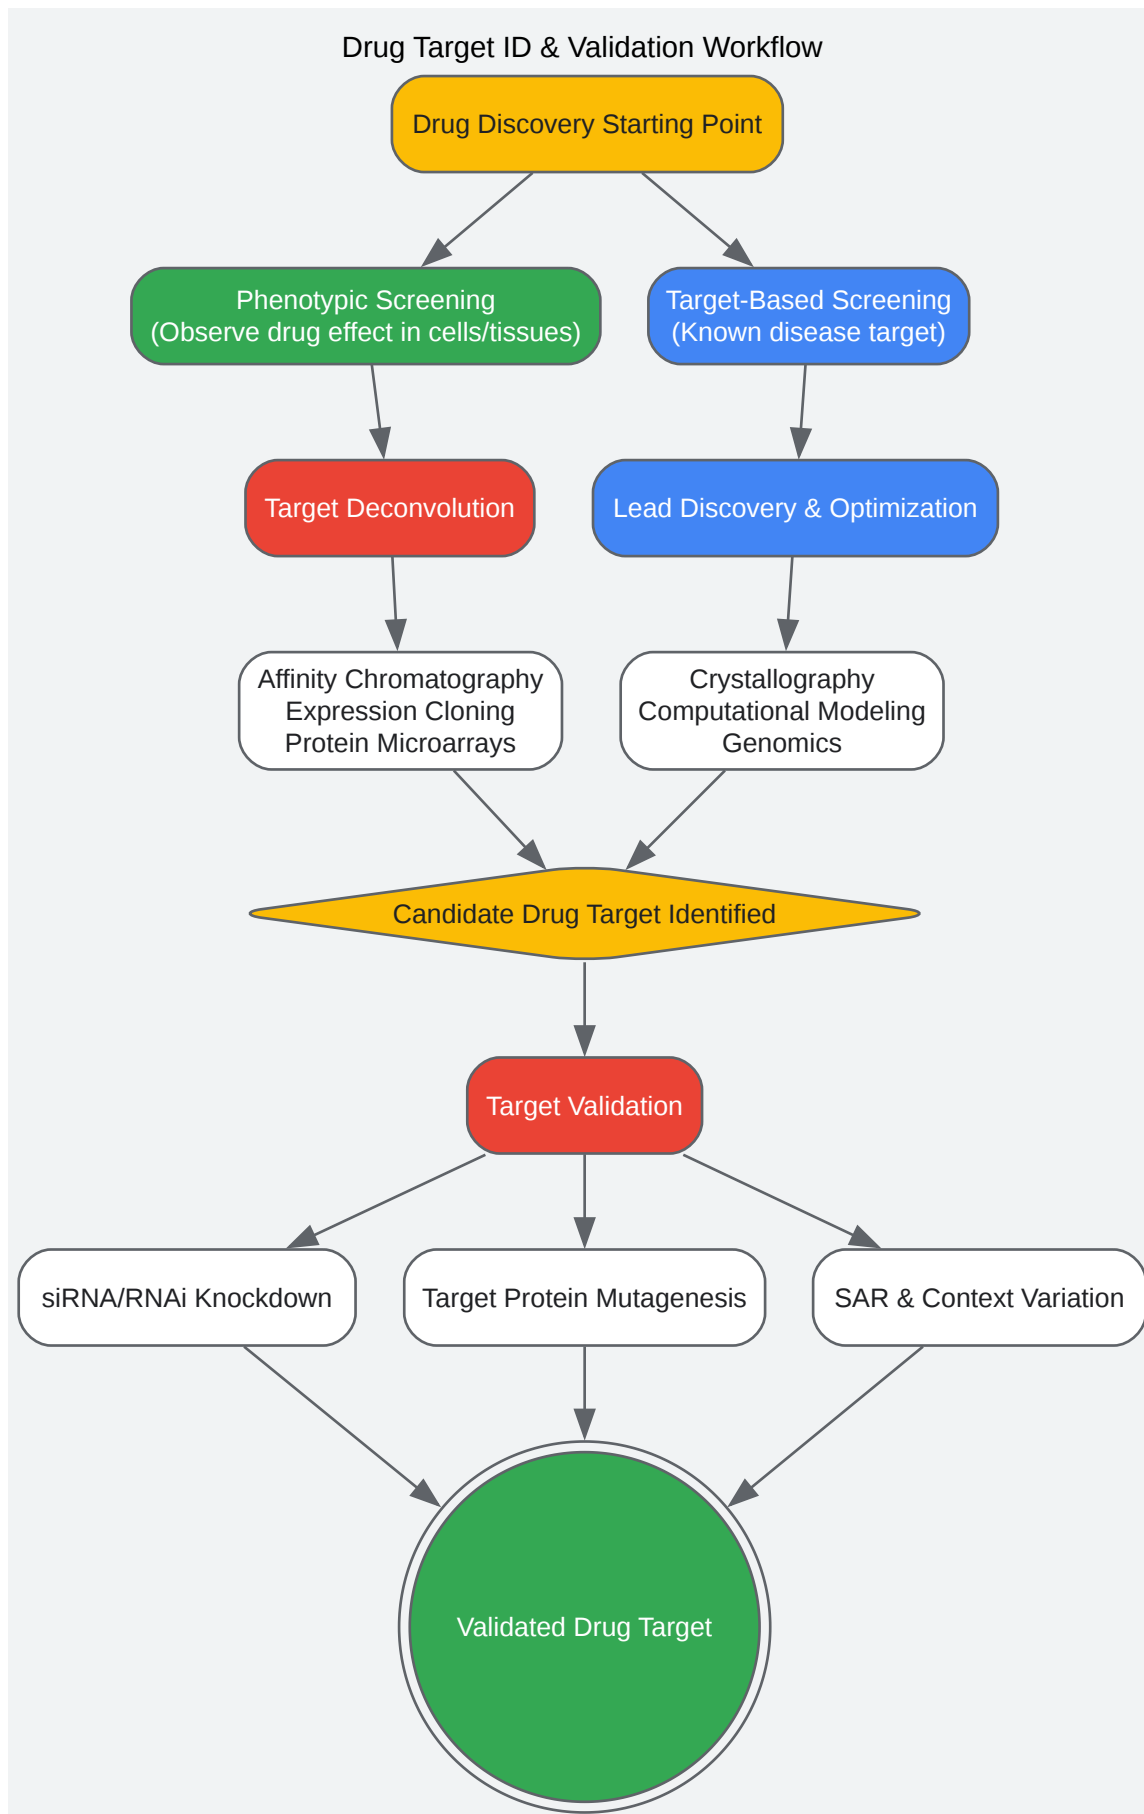 Drug Target ID & Validation Workflow
Drug Discovery Starting Point
Phenotypic Screening
(Observe drug effect in cells/tissues)
Target-Based Screening
(Known disease target)
Target Deconvolution
Lead Discovery & Optimization
Affinity Chromatography
Expression Cloning
Protein Microarrays
Crystallography
Computational Modeling
Genomics
Candidate Drug Target Identified
Target Validation
siRNA/RNAi Knockdown
Target Protein Mutagenesis
SAR & Context Variation
Validated Drug Target